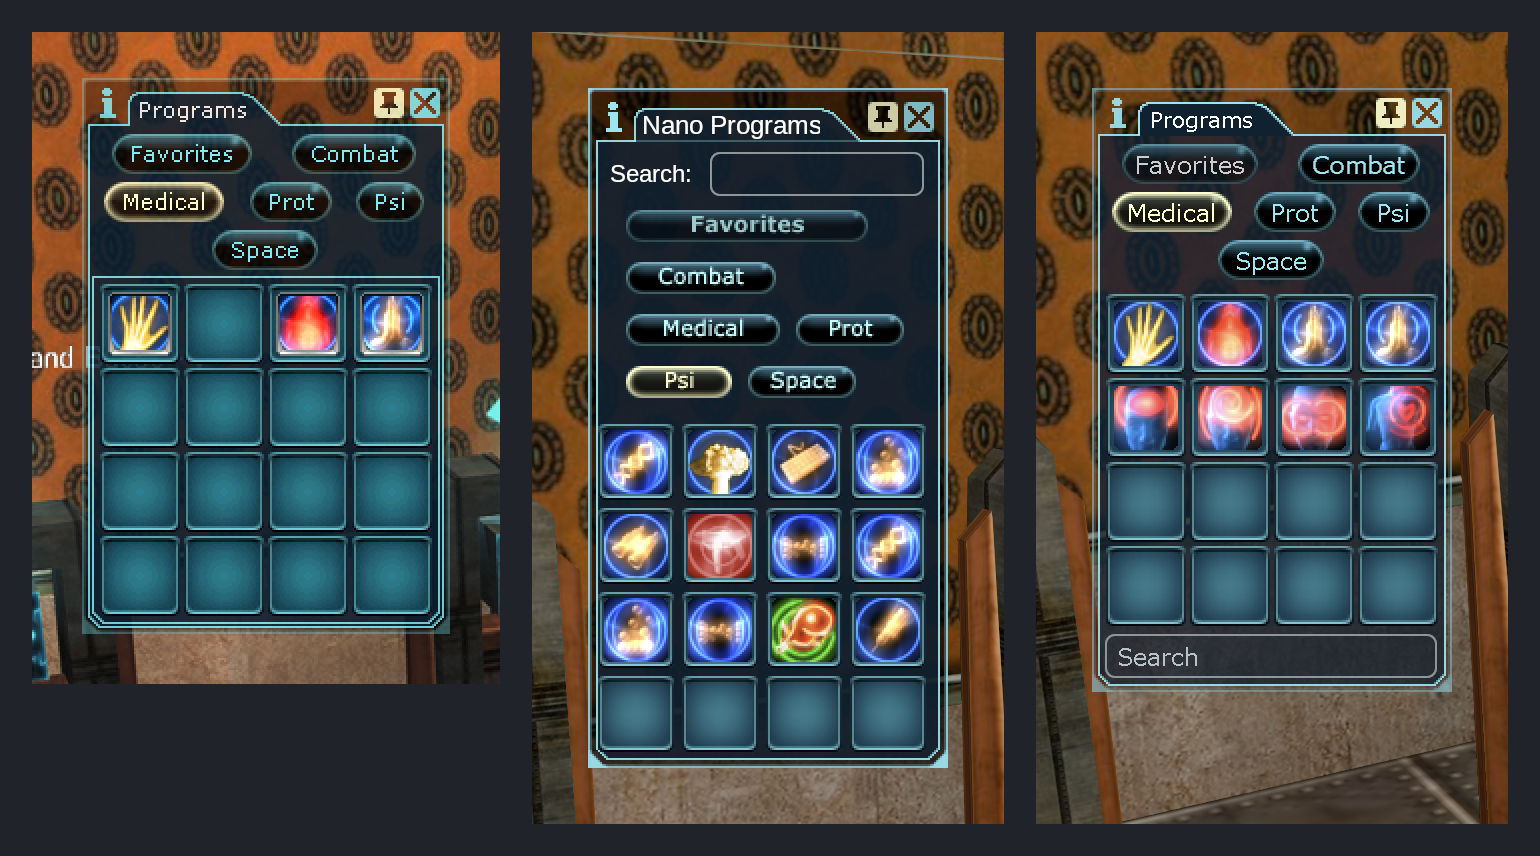 Programs
Favorites Combat
Medical Prot Psi
Space
and
Nano Programs
Search:
Favorites
Combat
Medical Prot
Psi Space
Programs
Favorites Combat
Medical Prot Psi
Space
Search